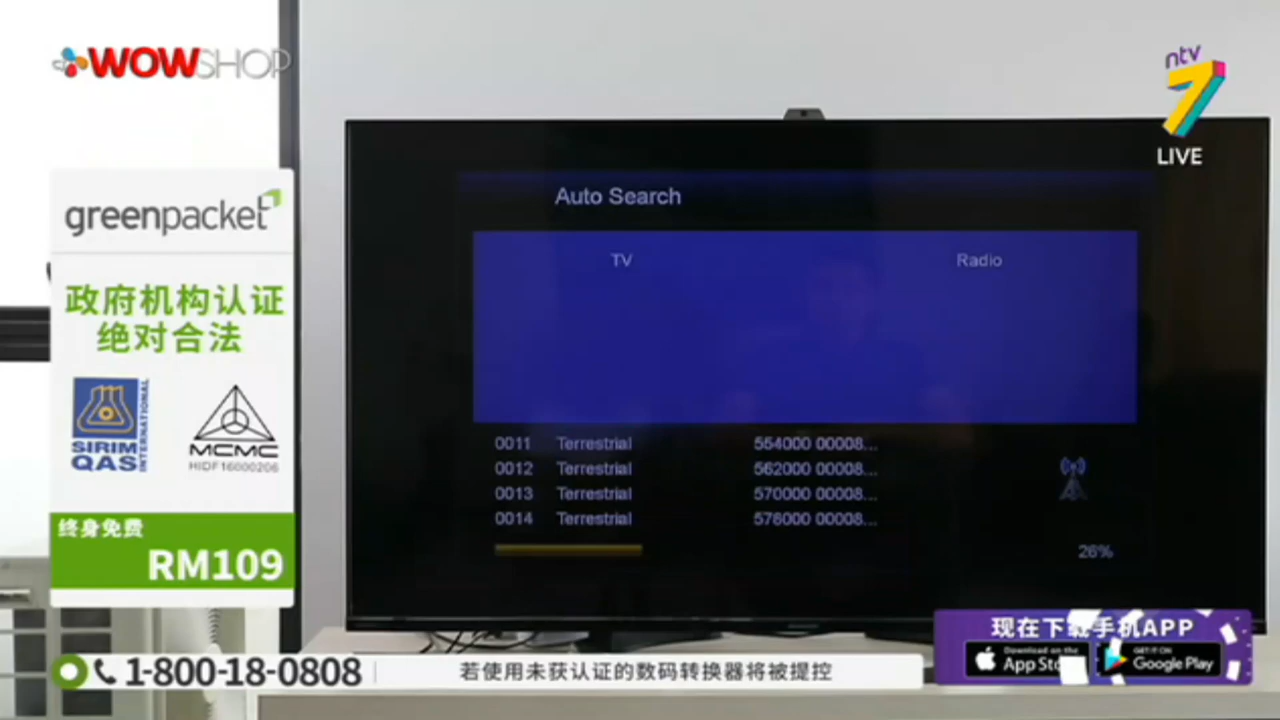 WOWSHOP
ntv
7
LIVE
greenpacket
政府机构认证
绝对合法
SIRIM
QAS
INTERNATIONAL
MCMC
HIDF16000206
终身免费
RM109
Auto Search
TV
Radio
0011 Terrestrial 554000 00008...
0012 Terrestrial 562000 00008...
0013 Terrestrial 570000 00008...
0014 Terrestrial 578000 00008...
26%
现在下载手机APP
Download on the
App Sto
GET IT ON
Google Play
1-800-18-0808
若使用未获认证的数码转换器将被提控